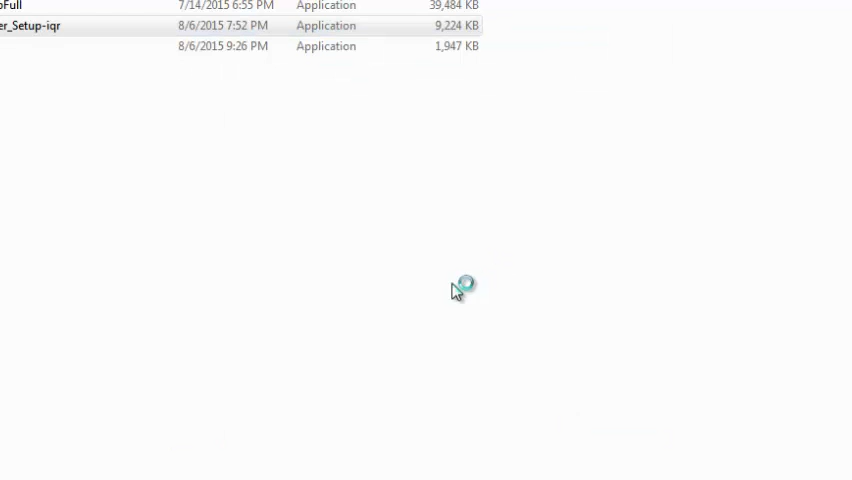 oFull 7/14/2015 6:55 PM Application 39,484 KB
er_Setup-iqr 8/6/2015 7:52 PM Application 9,224 KB
8/6/2015 9:26 PM Application 1,947 KB